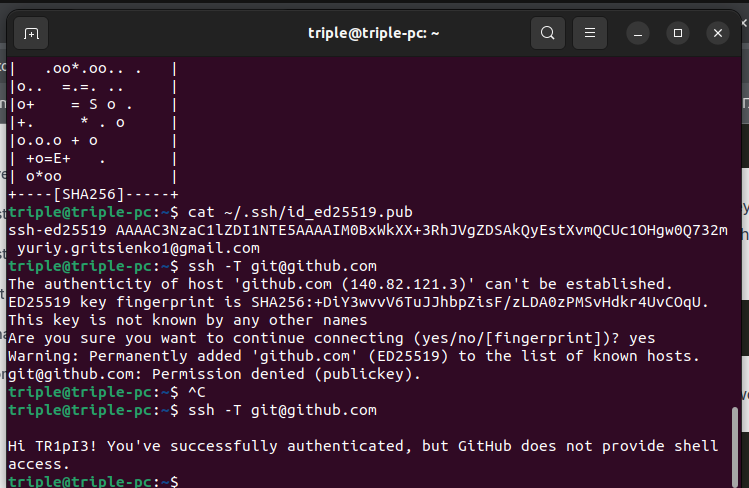 triple@triple-pc: ~
|   .oo*.oo.. .   |
|o..  =.=. ..     |
|o+    = S o .    |
|+.     * . o     |
|o.o.o + o        |
| +o=E+   .       |
| o*oo            |
+----[SHA256]-----+
triple@triple-pc:~$ cat ~/.ssh/id_ed25519.pub
ssh-ed25519 AAAAC3NzaC1lZDI1NTE5AAAAIM0BxWkXX+3RhJVgZDSAkQyEstXvmQCUc1OHgw0Q732m
 yuriy.gritsienko1@gmail.com
triple@triple-pc:~$ ssh -T git@github.com
The authenticity of host 'github.com (140.82.121.3)' can't be established.
ED25519 key fingerprint is SHA256:+DiY3wvvV6TuJJhbpZisF/zLDA0zPMSvHdkr4UvCOqU.
This key is not known by any other names
Are you sure you want to continue connecting (yes/no/[fingerprint])? yes
Warning: Permanently added 'github.com' (ED25519) to the list of known hosts.
git@github.com: Permission denied (publickey).
triple@triple-pc:~$ ^C
triple@triple-pc:~$ ssh -T git@github.com
Hi TR1pI3! You've successfully authenticated, but GitHub does not provide shell
access.
triple@triple-pc:~$